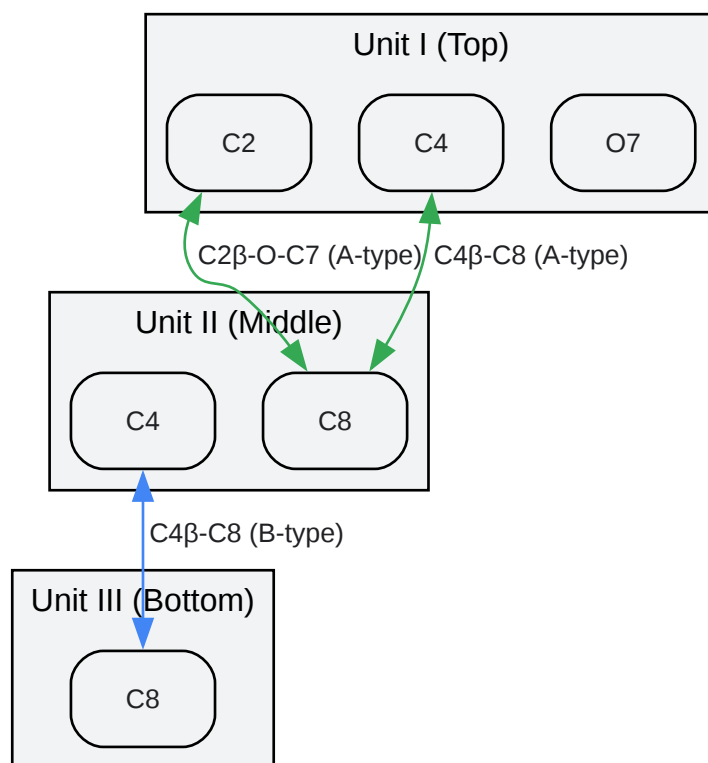 Unit I (Top)
C2
C4
O7
C2β-O-C7 (A-type)
C4β-C8 (A-type)
Unit II (Middle)
C4
C8
C4β-C8 (B-type)
Unit III (Bottom)
C8